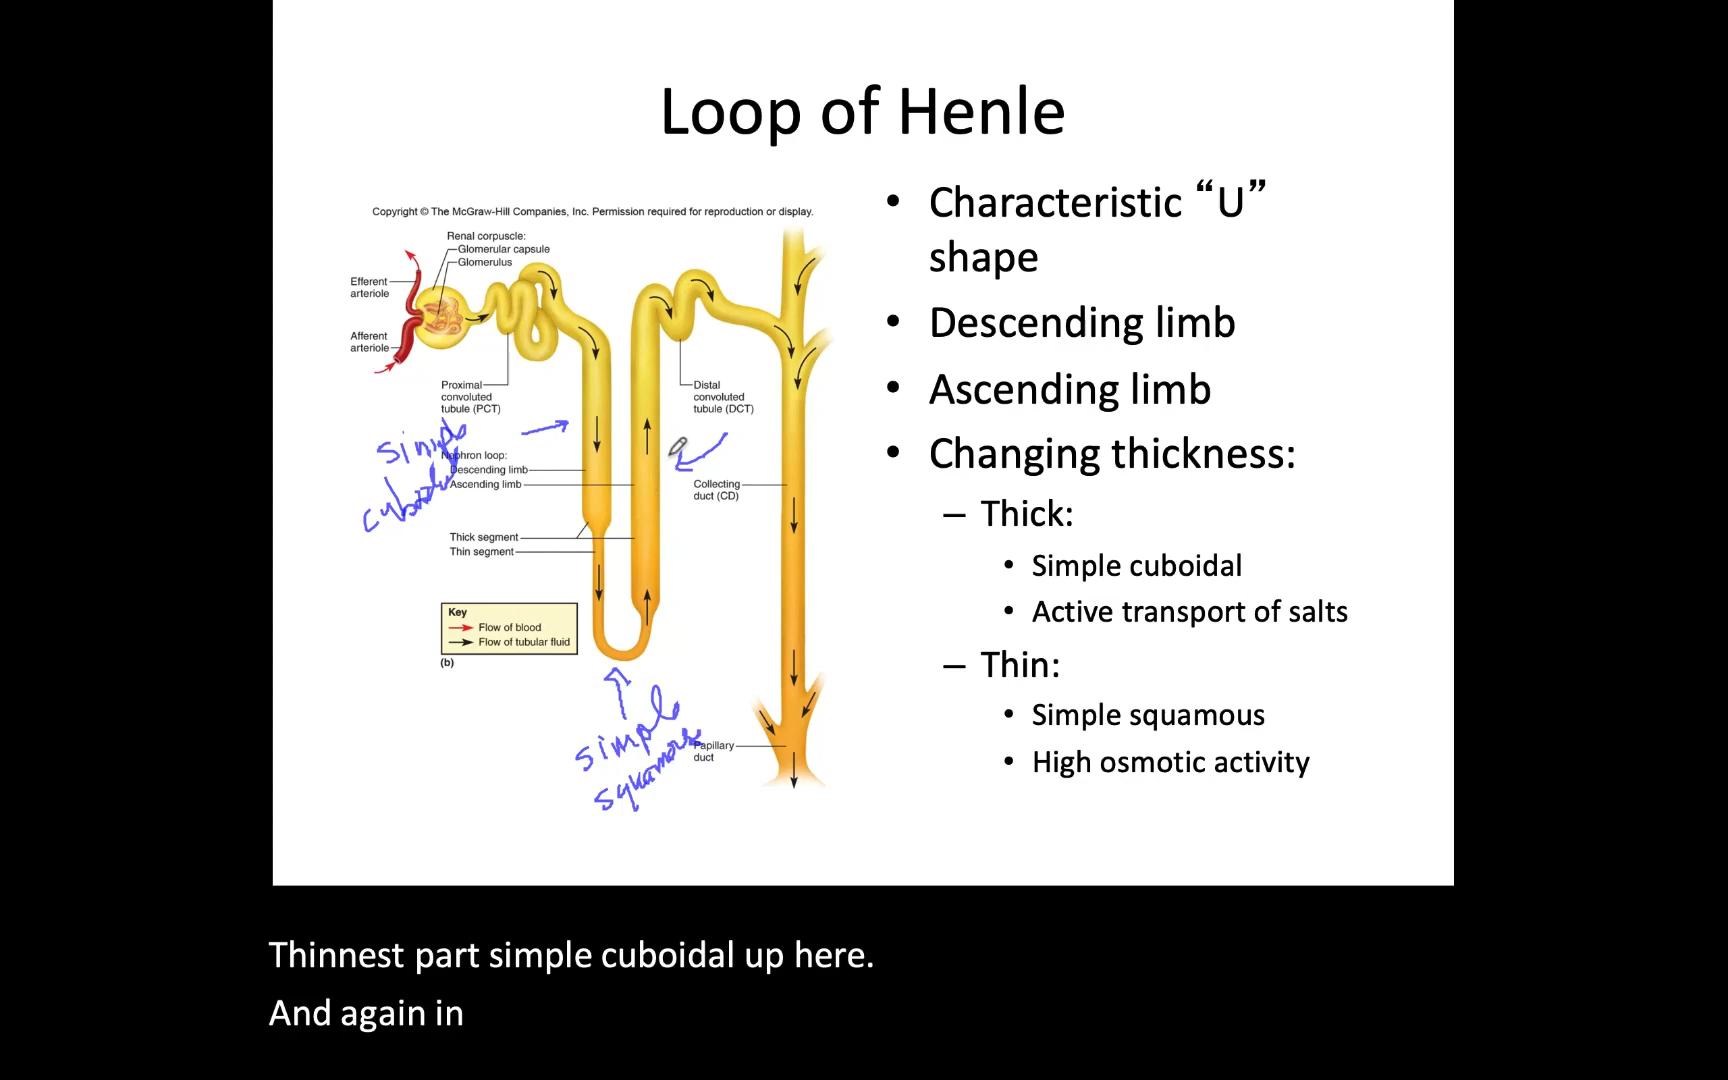 Loop of Henle
Copyright © The McGraw-Hill Companies, Inc. Permission required for reproduction or display.
Renal corpuscle:
Glomerular capsule
Glomerulus
Efferent
arteriole
Afferent
arteriole
Proximal
convoluted
tubule (PCT)
Distal
convoluted
tubule (DCT)
simple
cuboidal
Nephron loop:
Descending limb
Ascending limb
Collecting
duct (CD)
Thick segment
Thin segment
Key
Flow of blood
Flow of tubular fluid
(b)
simple
squamous
Papillary
duct
• Characteristic “U”
shape
• Descending limb
• Ascending limb
• Changing thickness:
– Thick:
• Simple cuboidal
• Active transport of salts
– Thin:
• Simple squamous
• High osmotic activity
Thinnest part simple cuboidal up here.
And again in